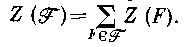 Z (ℱ) = ∑_{F∈ℱ} Z (F).